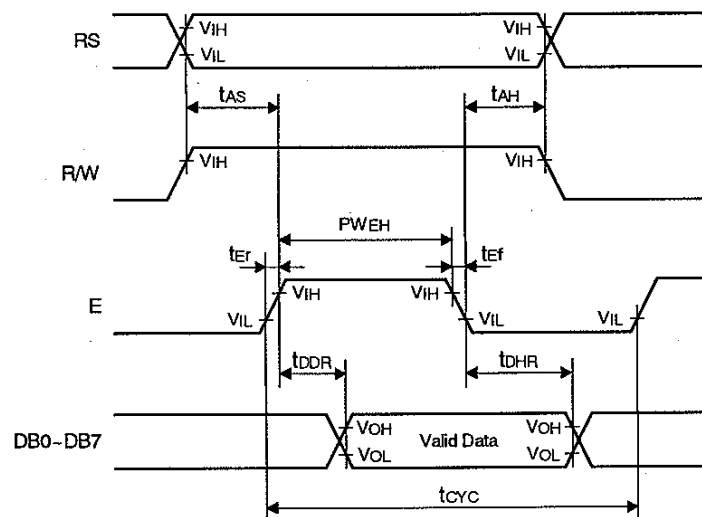 RS
VIH
VIL
VIH
VIL
tAS
tAH
R/W
VIH
VIH
PWEH
tEr
tEf
E
VIH
VIH
VIL
VIL
VIL
tDDR
tDHR
DB0~DB7
VOH
VOL
Valid Data
VOH
VOL
tCYC